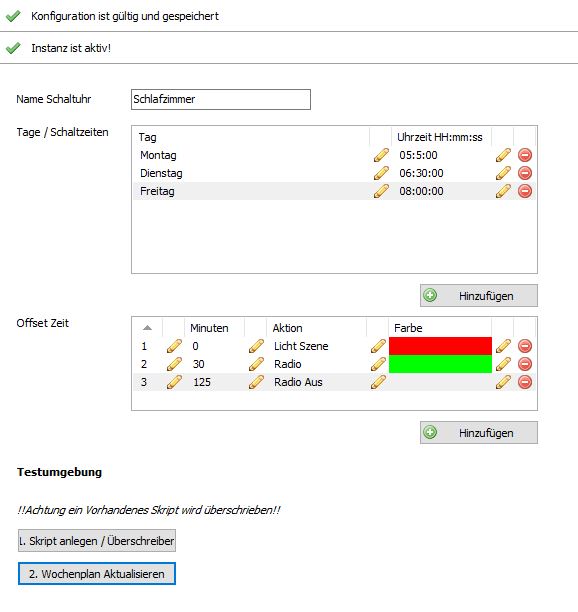 Konfiguration ist gültig und gespeichert
Instanz ist aktiv!
Name Schaltuhr Schlafzimmer
Tage / Schaltzeiten
Tag Uhrzeit HH:mm:ss
Montag 05:5:00
Dienstag 06:30:00
Freitag 08:00:00
Hinzufügen
Offset Zeit
Minuten Aktion Farbe
1 0 Licht Szene
2 30 Radio
3 125 Radio Aus
Hinzufügen
Testumgebung
!!Achtung ein Vorhandenes Skript wird überschrieben!!
1. Skript anlegen / Überschreiber
2. Wochenplan Aktualisieren